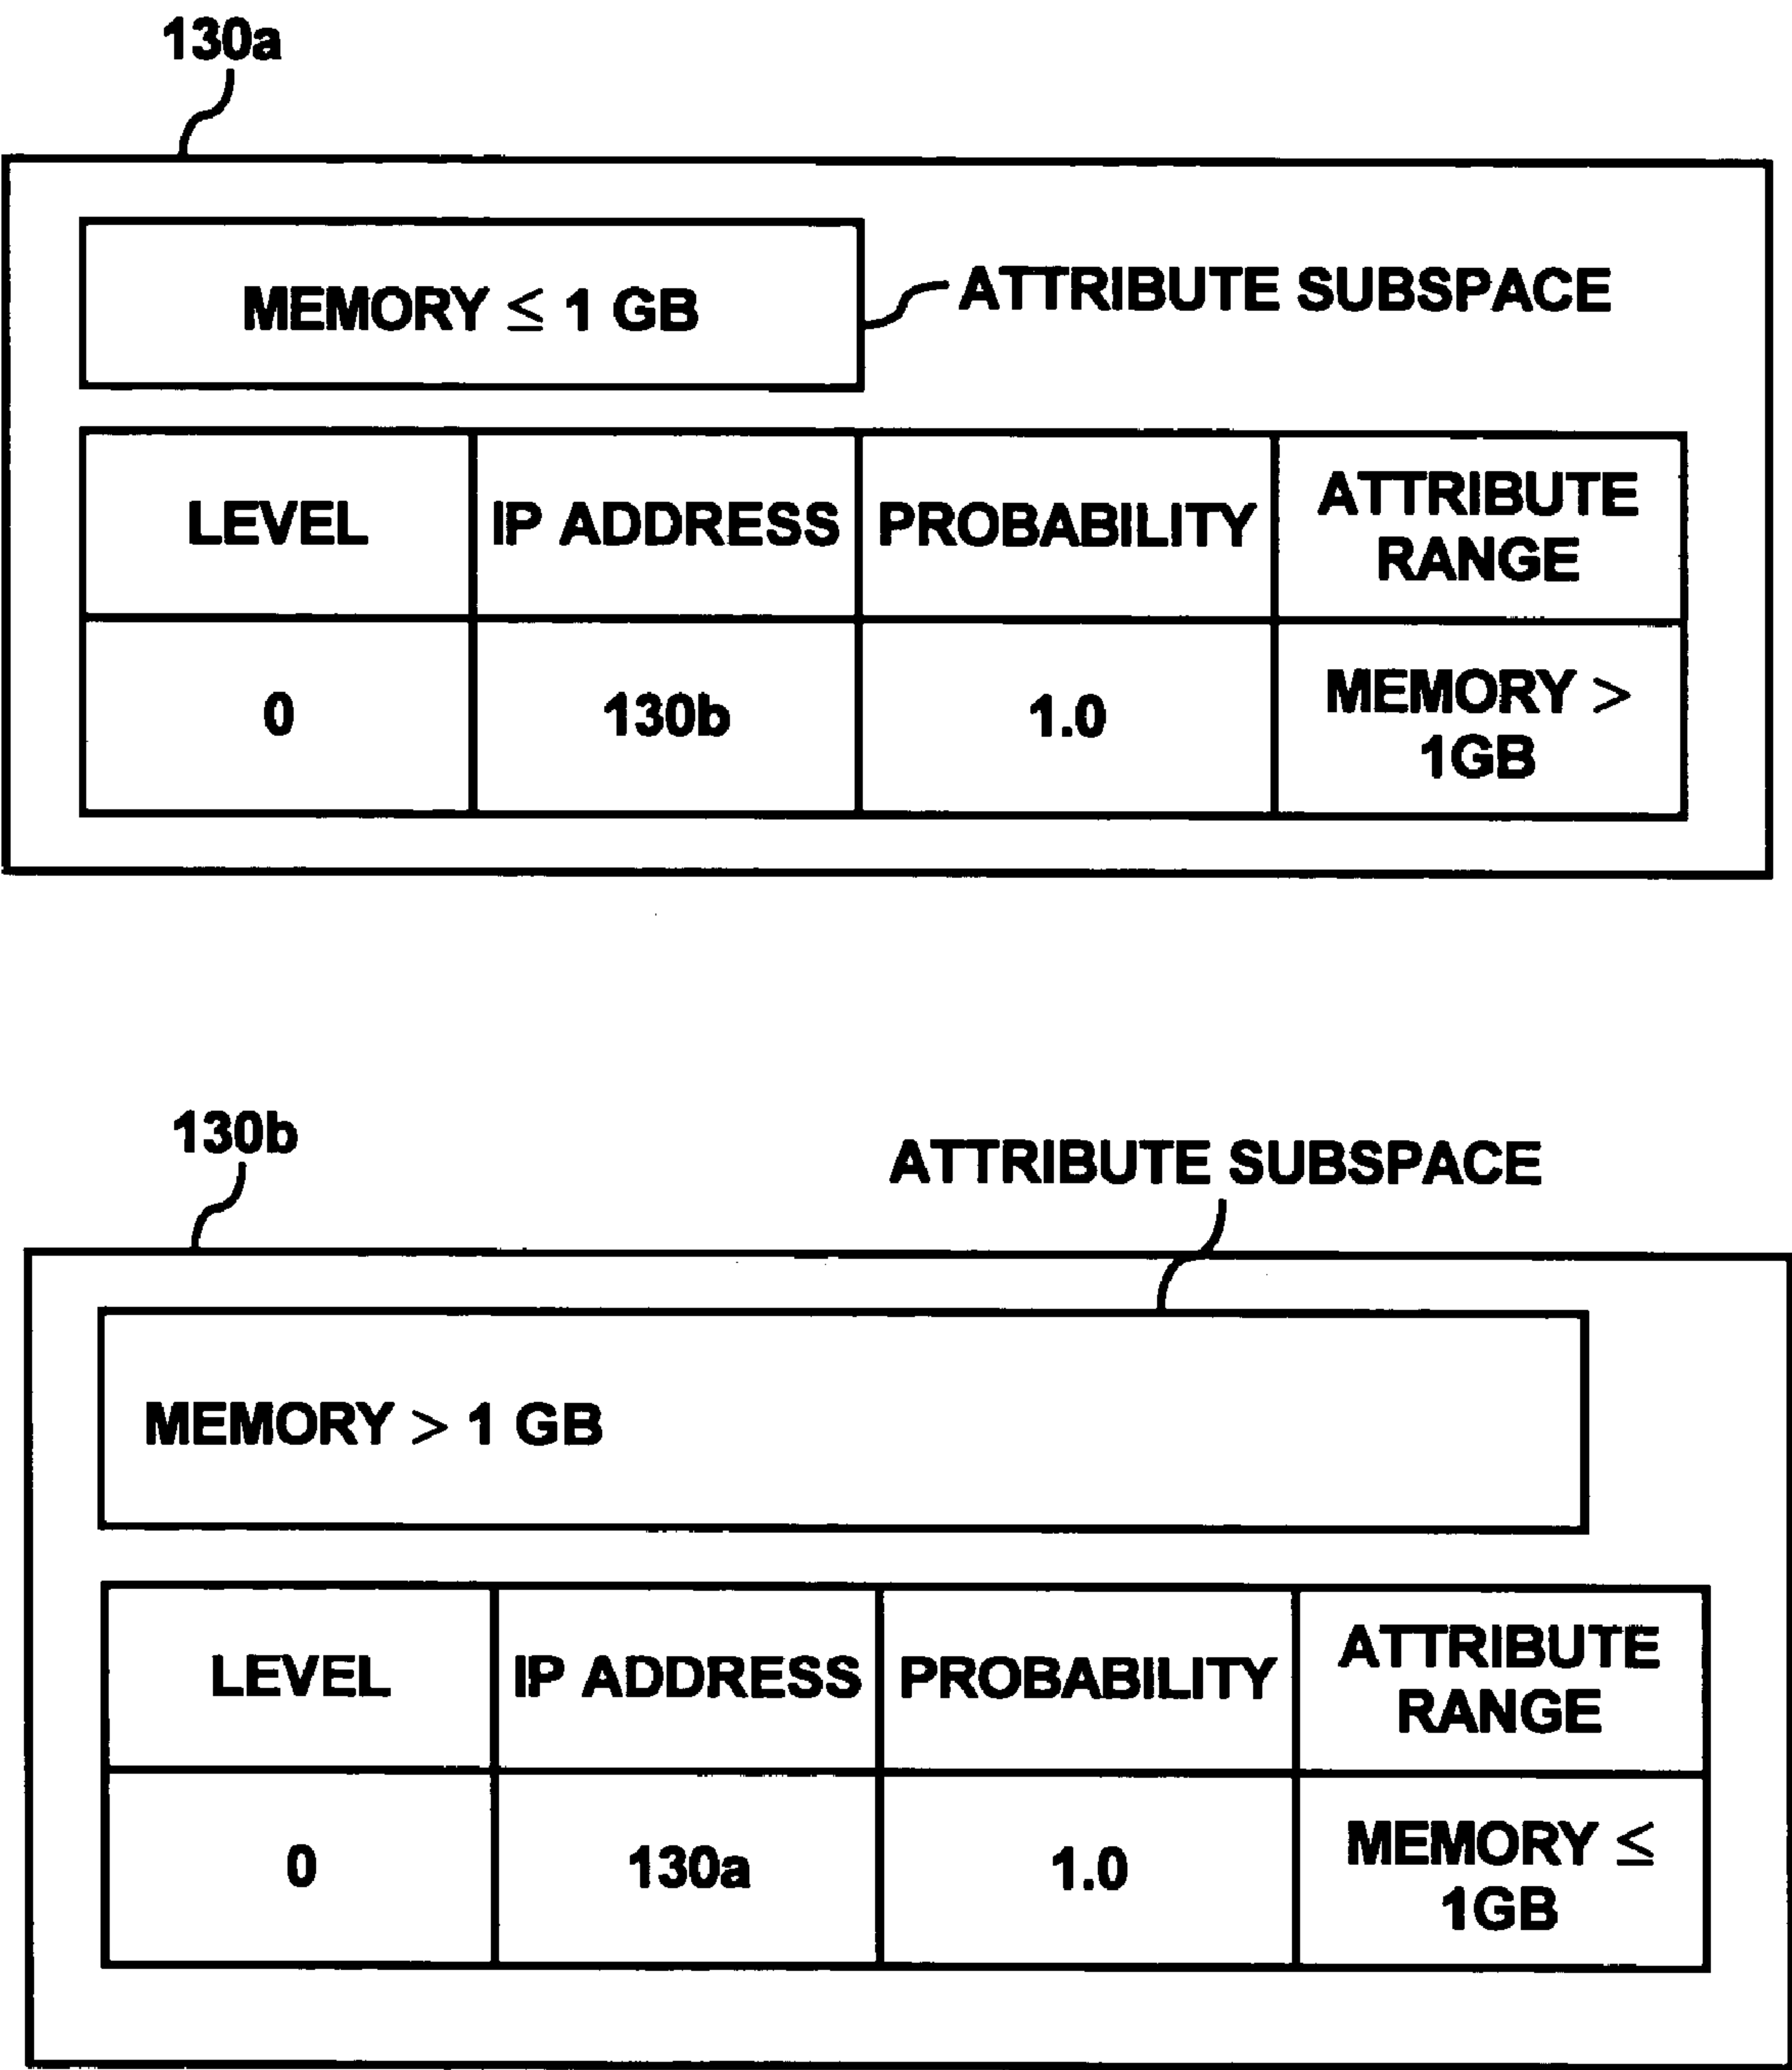 130a
MEMORY ≤ 1 GB
ATTRIBUTE SUBSPACE
LEVEL
IP ADDRESS
PROBABILITY
ATTRIBUTE
RANGE
0
130b
1.0
MEMORY >
1GB
130b
ATTRIBUTE SUBSPACE
MEMORY > 1 GB
LEVEL
IP ADDRESS
PROBABILITY
ATTRIBUTE
RANGE
0
130a
1.0
MEMORY ≤
1GB